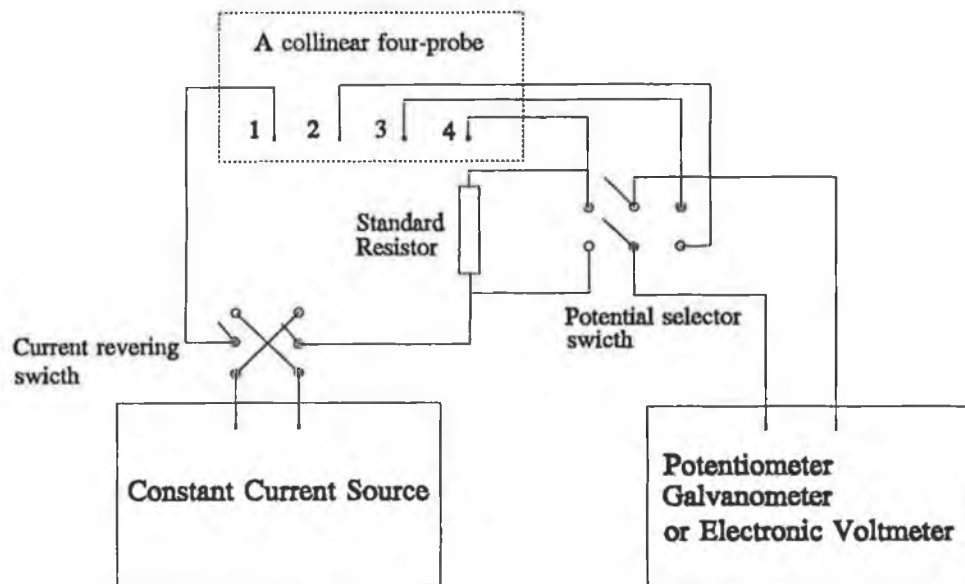 A collinear four-probe
1 2 3 4
Standard
Resistor
Potential selector
swicth
Current revering
swicth
Constant Current Source
Potentiometer
Galvanometer
or Electronic Voltmeter